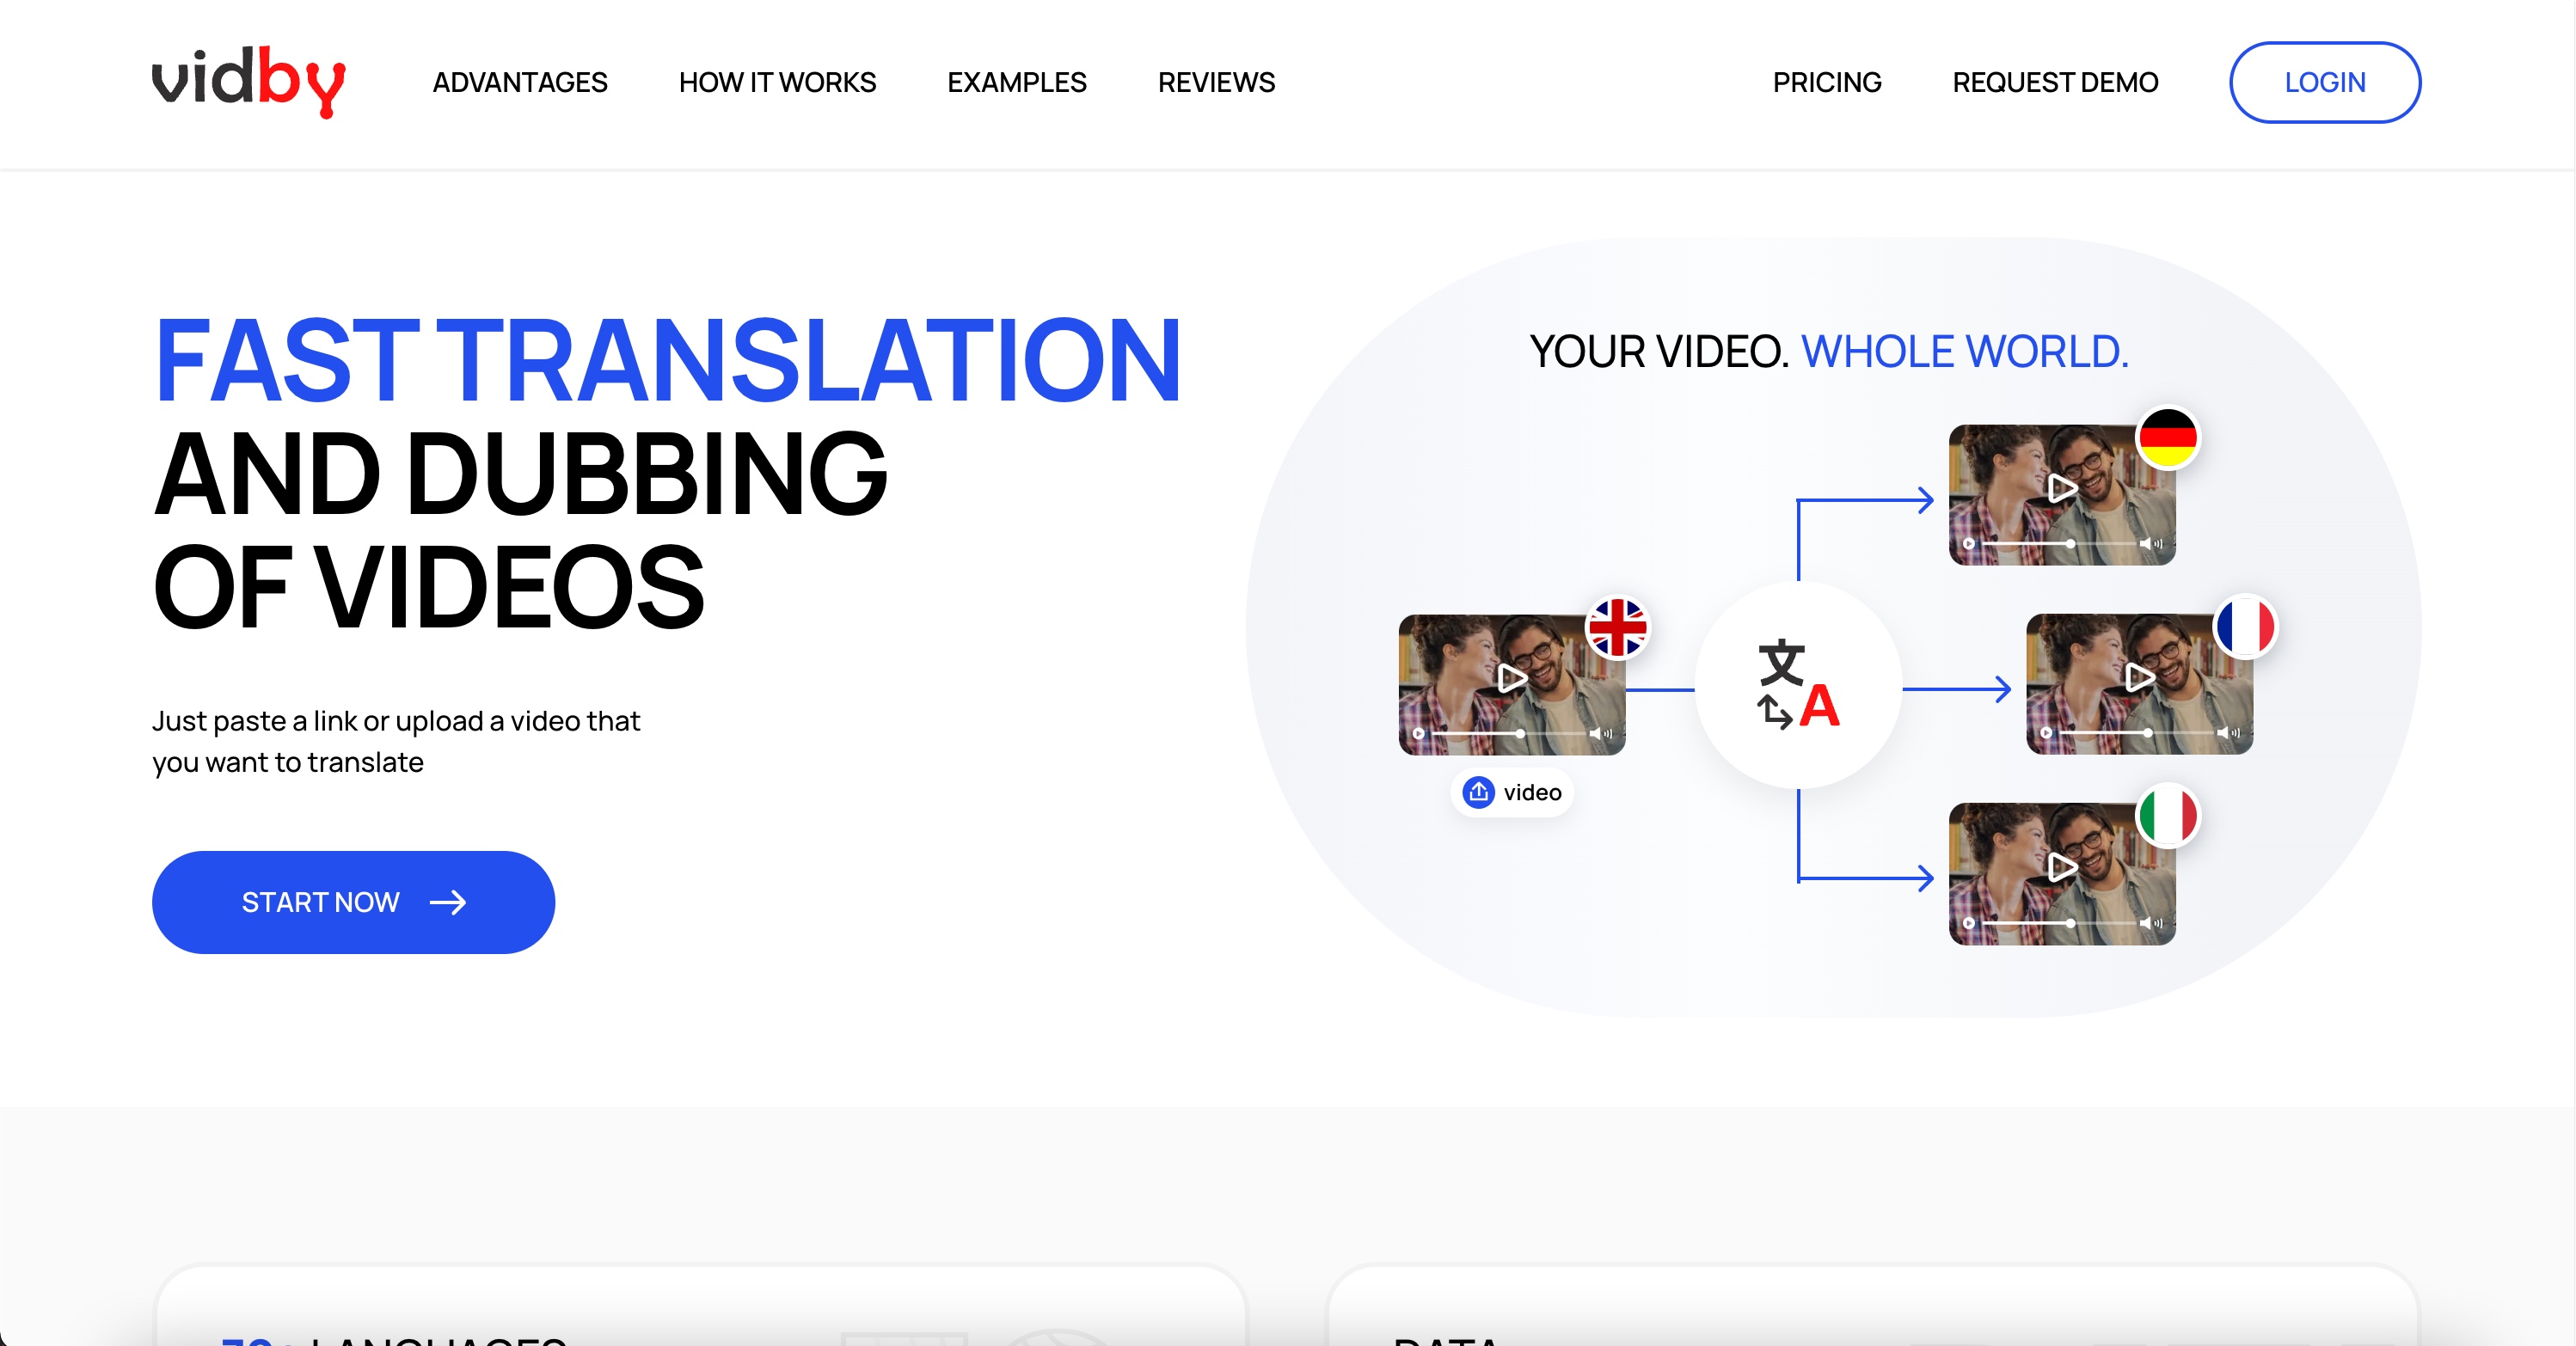 vidby
ADVANTAGES
HOW IT WORKS
EXAMPLES
REVIEWS
PRICING
REQUEST DEMO
LOGIN
FAST TRANSLATION
AND DUBBING
OF VIDEOS
Just paste a link or upload a video that
you want to translate
START NOW
YOUR VIDEO. WHOLE WORLD.
文
A
video
LANGUAGES
DATA